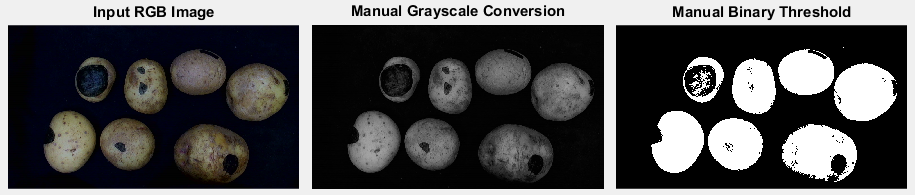 Input RGB Image
Manual Grayscale Conversion
Manual Binary Threshold